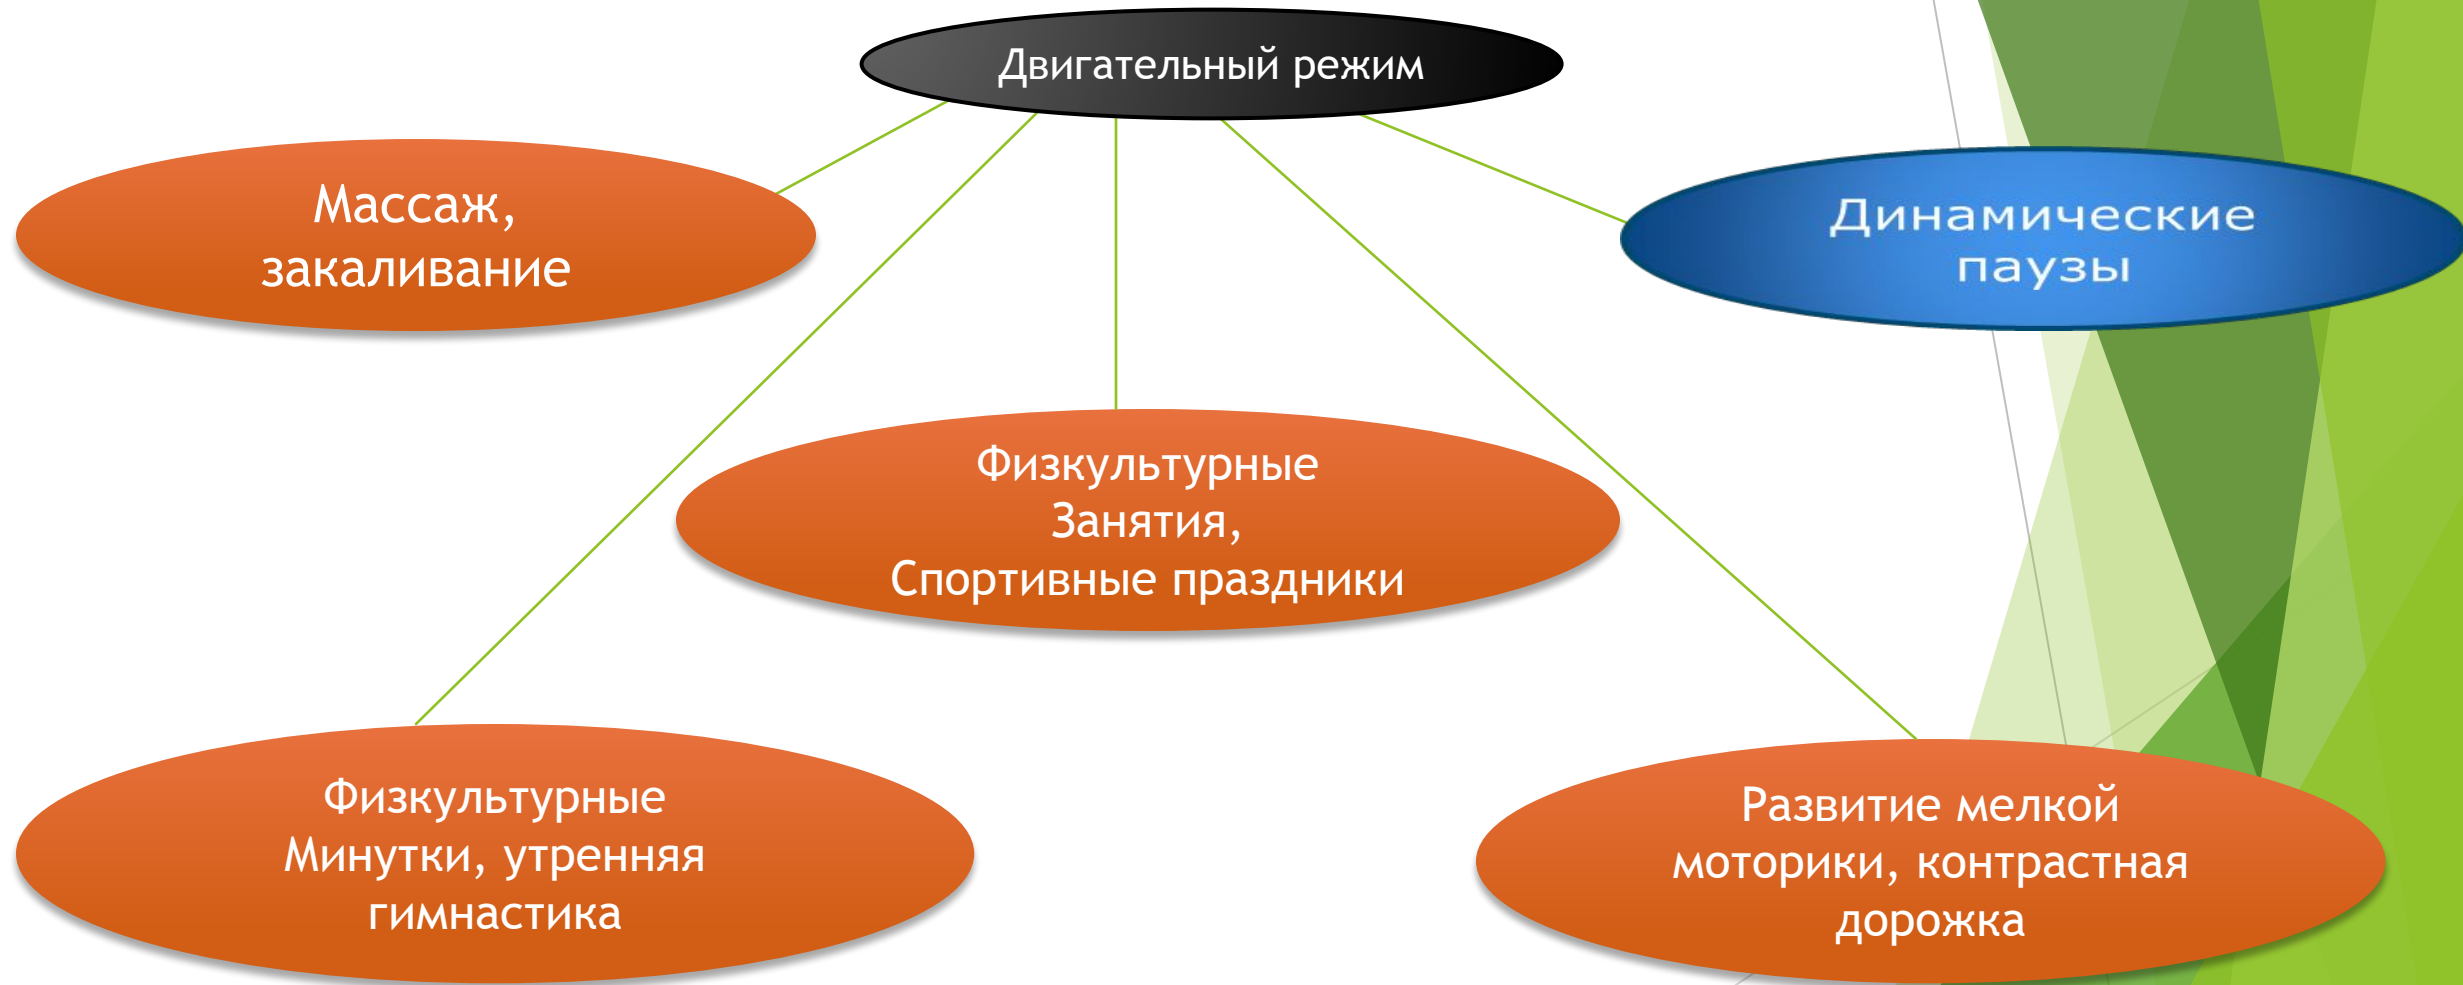 Двигательный режим
Массаж,
закаливание
Динамические
паузы
Физкультурные
Занятия,
Спортивные праздники
Физкультурные
Минутки, утренняя
гимнастика
Развитие мелкой
моторики, контрастная
дорожка